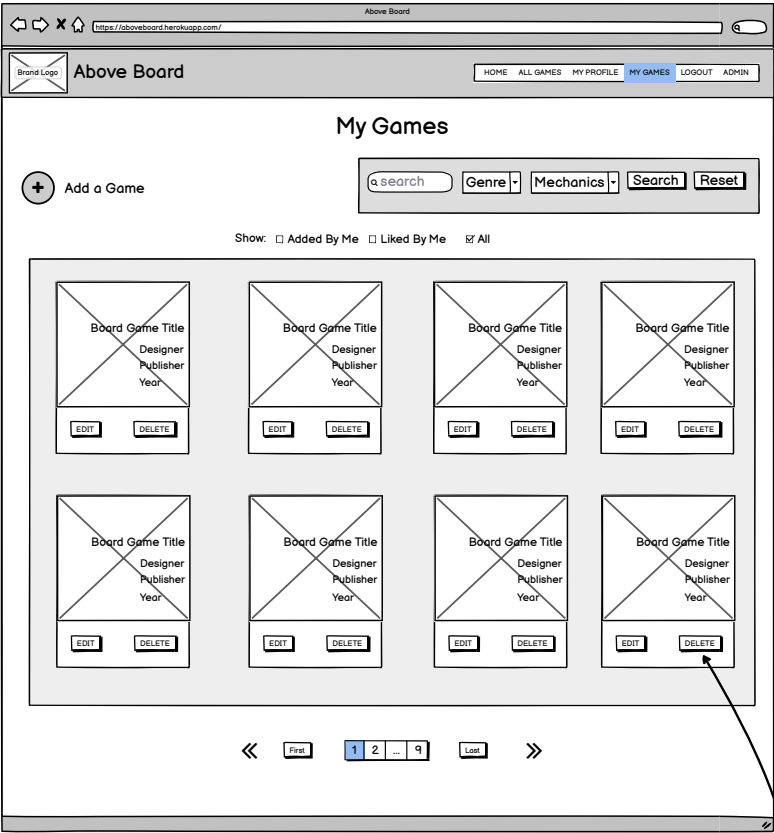 Above Board
https://aboveboard.herokuapp.com/
Brand Logo
Above Board
HOME ALL GAMES MY PROFILE MY GAMES LOGOUT ADMIN
My Games
Add a Game
search Genre Mechanics Search Reset
Show: Added By Me Liked By Me All
Board Game Title Board Game Title Board Game Title Board Game Title
Designer Designer Designer Designer
Publisher Publisher Publisher Publisher
Year Year Year Year
EDIT DELETE EDIT DELETE EDIT DELETE EDIT DELETE
Board Game Title Board Game Title Board Game Title Board Game Title
Designer Designer Designer Designer
Publisher Publisher Publisher Publisher
Year Year Year Year
EDIT DELETE EDIT DELETE EDIT DELETE EDIT DELETE
« First 1 2 ... 9 Last »